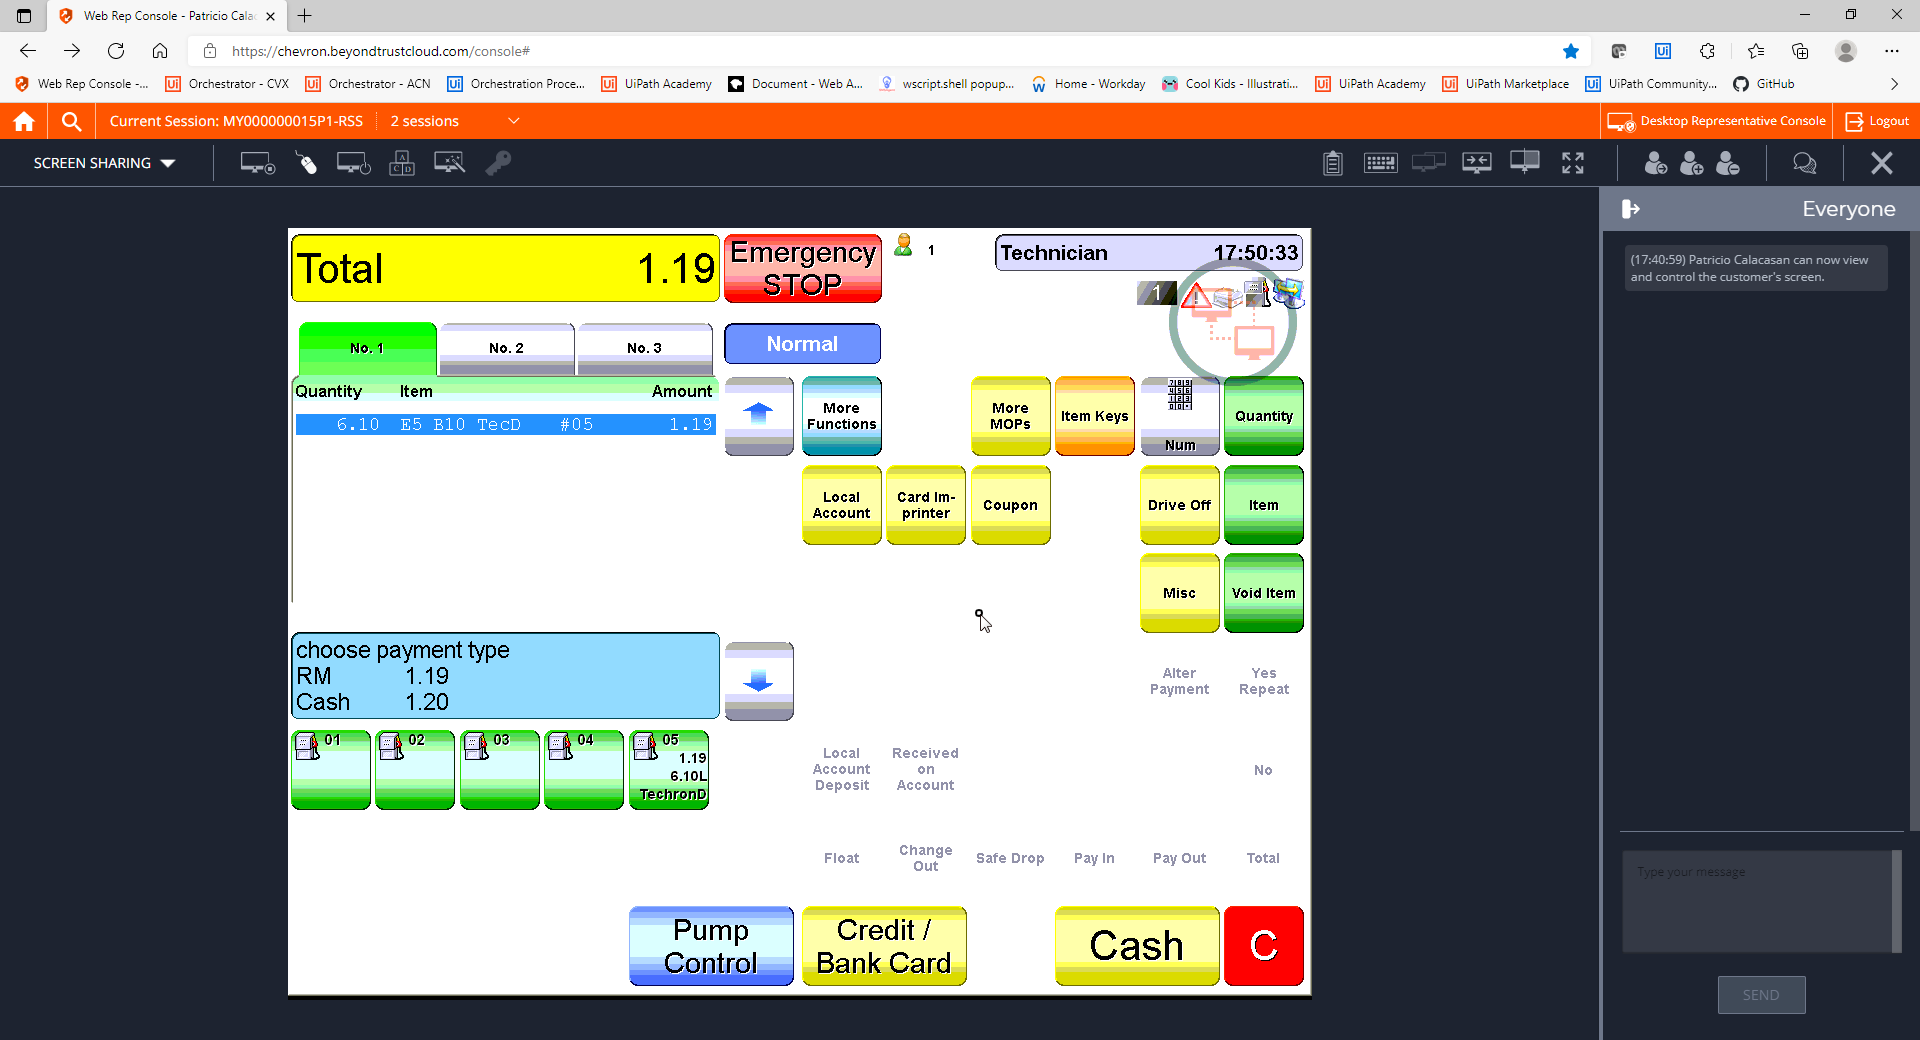 Web Rep Console - Patricio Cala
https://chevron.beyondtrustcloud.com/console#
Web Rep Console -...
Orchestrator - CVX
Orchestrator - ACN
Orchestration Proce...
UiPath Academy
Document - Web A...
wscript.shell popup...
Home - Workday
Cool Kids - Illustrati...
UiPath Academy
UiPath Marketplace
UiPath Community...
GitHub
Current Session: MY000000015P1-RSS
2 sessions
Desktop Representative Console
Logout
SCREEN SHARING
Everyone
(17:40:59) Patricio Calacasan can now view
and control the customer's screen.
Total 1.19
Emergency
STOP
1
Technician 17:50:33
1
No. 1
No. 2
No. 3
Normal
Quantity Item Amount
6.10 E5 B10 TecD #05 1.19
More
Functions
More
MOPs
Item Keys
Num
Quantity
Local
Account
Card Im-
printer
Coupon
Drive Off
Item
Misc
Void Item
choose payment type
RM 1.19
Cash 1.20
Alter
Payment
Yes
Repeat
01
02
03
04
05
1.19
6.10L
TechronD
Local
Account
Deposit
Received
on
Account
No
Float
Change
Out
Safe Drop
Pay In
Pay Out
Total
Pump
Control
Credit /
Bank Card
Cash
C
Type your message
SEND